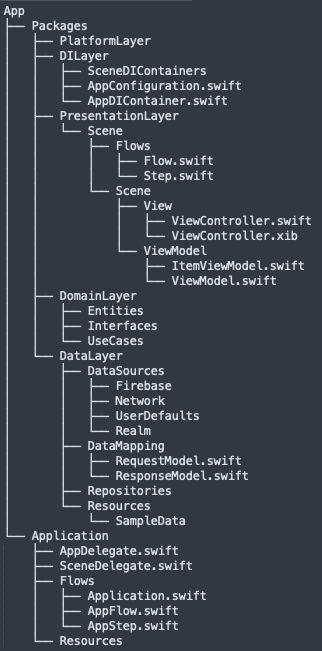 App
├── Packages
│   ├── PlatformLayer
│   ├── DILayer
│   │   ├── SceneDIContainers
│   │   ├── AppConfiguration.swift
│   │   └── AppDIContainer.swift
│   ├── PresentationLayer
│   │   └── Scene
│   │       ├── Flows
│   │       │   ├── Flow.swift
│   │       │   └── Step.swift
│   │       └── Scene
│   │           ├── View
│   │           │   ├── ViewController.swift
│   │           │   └── ViewController.xib
│   │           └── ViewModel
│   │               ├── ItemViewModel.swift
│   │               └── ViewModel.swift
│   ├── DomainLayer
│   │   ├── Entities
│   │   ├── Interfaces
│   │   └── UseCases
│   └── DataLayer
│       ├── DataSources
│       │   ├── Firebase
│       │   ├── Network
│       │   ├── UserDefaults
│       │   └── Realm
│       ├── DataMapping
│       │   ├── RequestModel.swift
│       │   └── ResponseModel.swift
│       ├── Repositories
│       └── Resources
│           └── SampleData
└── Application
    ├── AppDelegate.swift
    ├── SceneDelegate.swift
    ├── Flows
    │   ├── Application.swift
    │   ├── AppFlow.swift
    │   └── AppStep.swift
    └── Resources